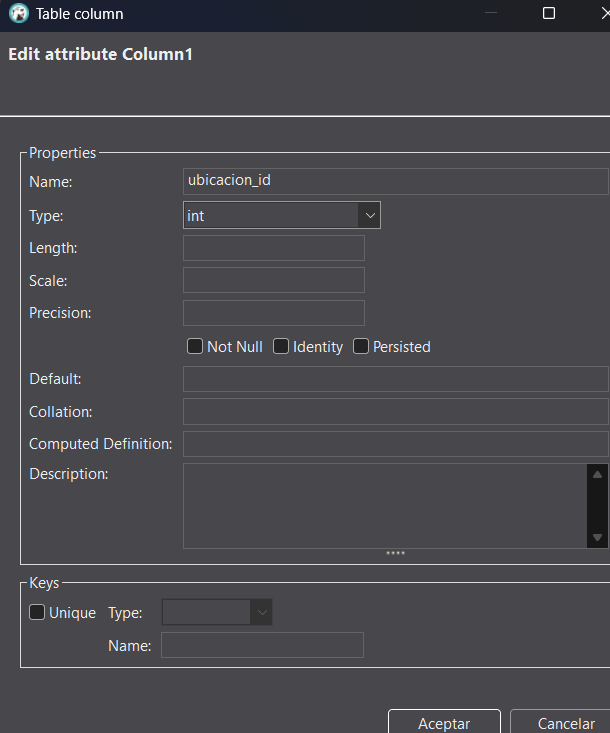 Table column
Edit attribute Column1
Properties
Name: ubicacion_id
Type: int
Length:
Scale:
Precision:
Not Null Identity Persisted
Default:
Collation:
Computed Definition:
Description:
Keys
Unique Type:
Name:
Aceptar Cancelar